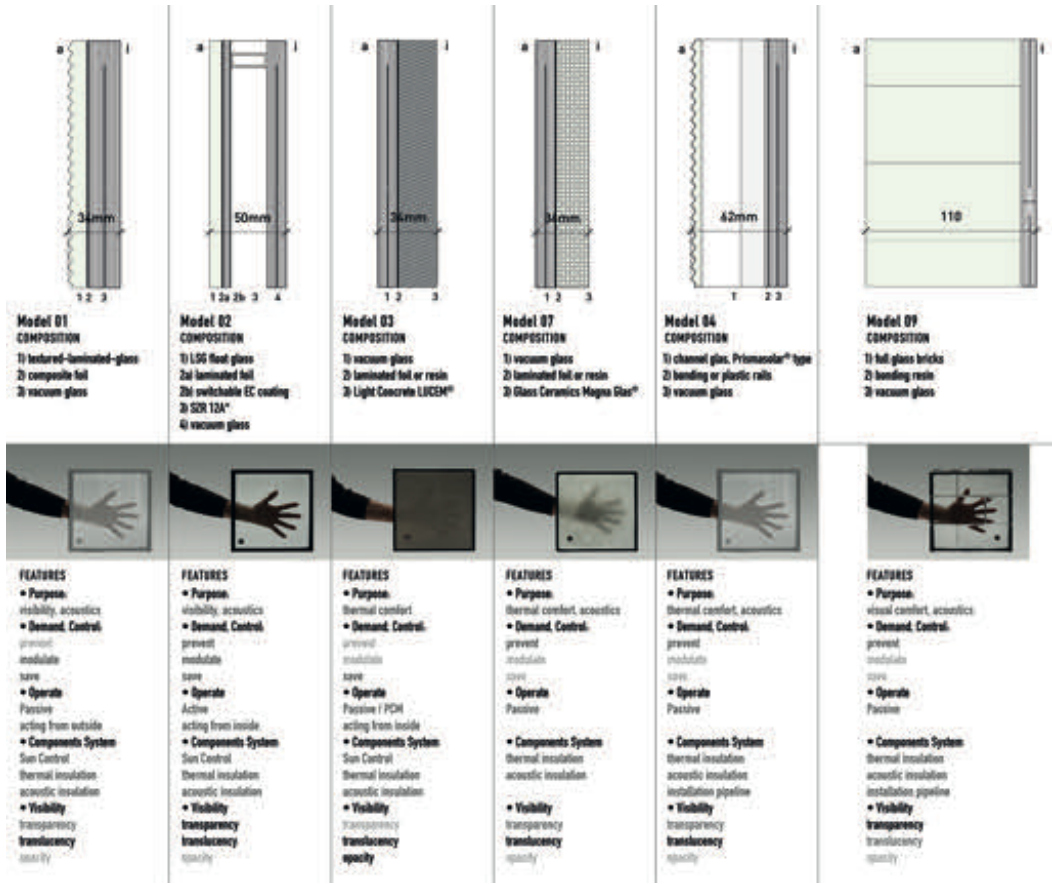 a i
34mm
1 2 3
Model 01
COMPOSITION
1) textured-laminated-glass
2) composite foil
3) vacuum glass
a i
50mm
1 2a 2b 3 4
Model 02
COMPOSITION
1) LSG float glass
2a) laminated foil
2b) switchable EC coating
3) SZR 12A*
4) vacuum glass
a i
34mm
1 2 3
Model 03
COMPOSITION
1) vacuum glass
2) laminated foil or resin
3) Light Concrete LUCEM®
a i
34mm
1 2 3
Model 07
COMPOSITION
1) vacuum glass
2) laminated foil or resin
3) Glass Ceramics Magna Glas®
a i
62mm
1 2 3
Model 04
COMPOSITION
1) channel glas, Prismasolar® type
2) bonding or plastic rails
3) vacuum glass
a i
110
Model 09
COMPOSITION
1) full glass bricks
2) bonding resin
3) vacuum glass
FEATURES
• Purpose:
visibility, acoustics
• Demand, Control:
prevent
modulate
save
• Operate
Passive
acting from outside
• Components System
Sun Control
thermal insulation
acoustic insulation
• Visibility
transparency
translucency
opacity
FEATURES
• Purpose:
visibility, acoustics
• Demand, Control:
prevent
modulate
save
• Operate
Active
acting from inside
• Components System
Sun Control
thermal insulation
acoustic insulation
• Visibility
transparency
translucency
opacity
FEATURES
• Purpose:
thermal comfort
• Demand, Control:
prevent
modulate
save
• Operate
Passive / PCM
acting from inside
• Components System
Sun Control
thermal insulation
acoustic insulation
• Visibility
transparency
translucency
opacity
FEATURES
• Purpose:
thermal comfort, acoustics
• Demand, Control:
prevent
modulate
save
• Operate
Passive
• Components System
thermal insulation
acoustic insulation
• Visibility
transparency
translucency
opacity
FEATURES
• Purpose:
thermal comfort, acoustics
• Demand, Control:
prevent
modulate
save
• Operate
Passive
• Components System
thermal insulation
acoustic insulation
installation pipeline
• Visibility
transparency
translucency
opacity
FEATURES
• Purpose:
visual comfort, acoustics
• Demand, Control:
prevent
modulate
save
• Operate
Passive
• Components System
thermal insulation
acoustic insulation
installation pipeline
• Visibility
transparency
translucency
opacity